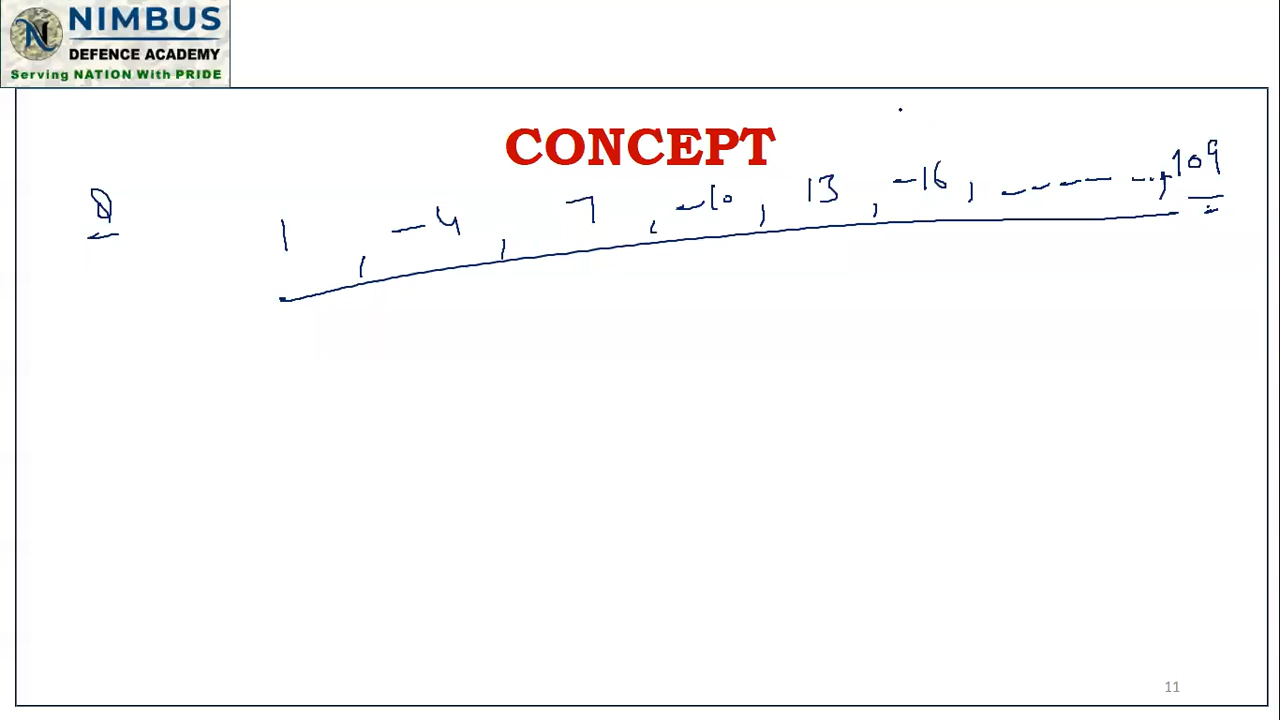 NIMBUS
DEFENCE ACADEMY
Serving NATION With PRIDE
CONCEPT
Q 1, -4, 7, -10, 13, -16, ---- -.., 109
11